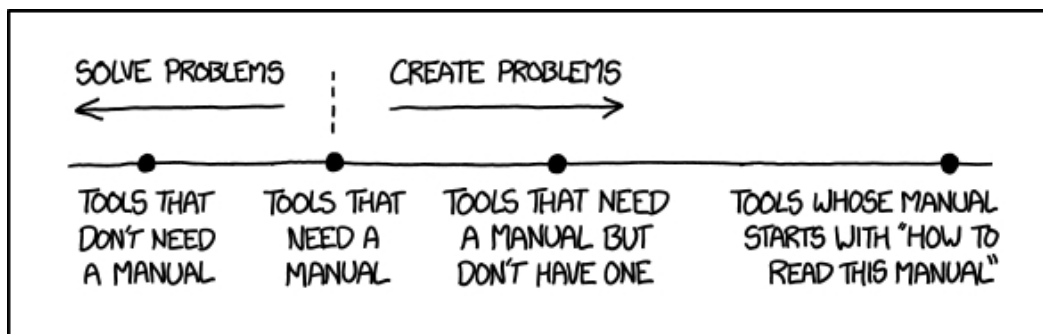 SOLVE PROBLEMS
CREATE PROBLEMS
TOOLS THAT
DON'T NEED
A MANUAL
TOOLS THAT
NEED A
MANUAL
TOOLS THAT NEED
A MANUAL BUT
DON'T HAVE ONE
TOOLS WHOSE MANUAL
STARTS WITH "HOW TO
READ THIS MANUAL"